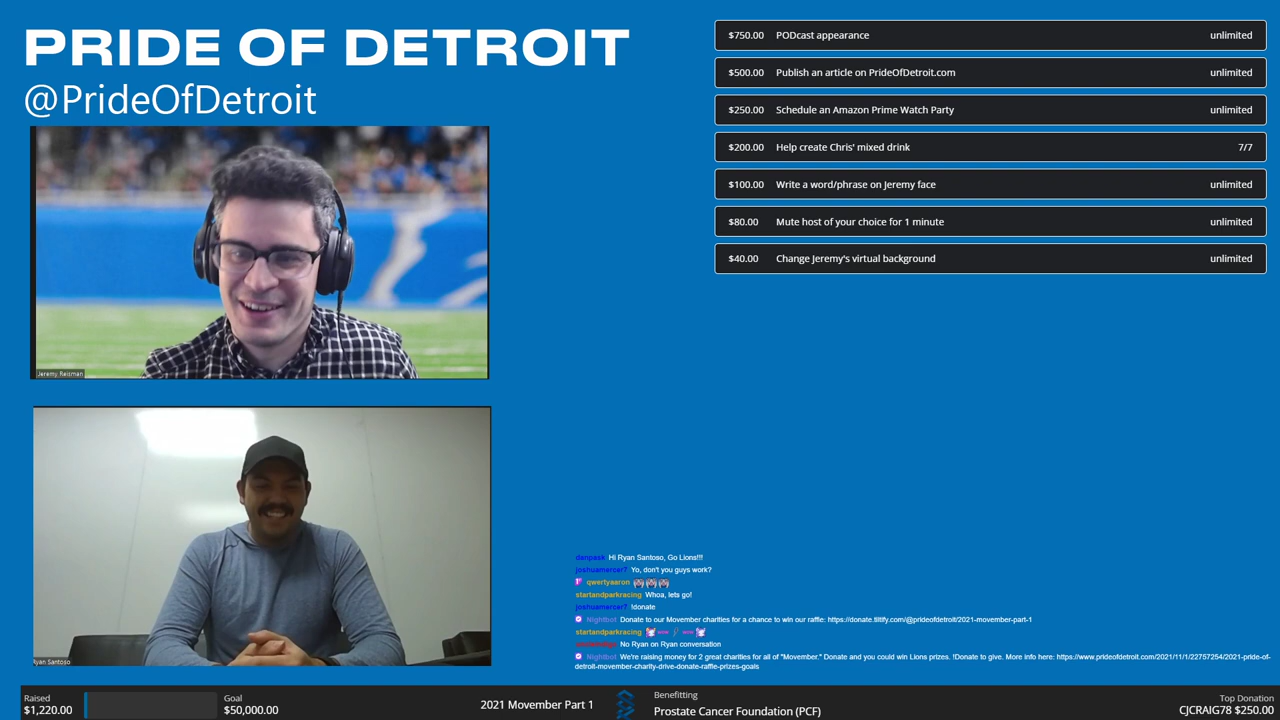 PRIDE OF DETROIT
@PrideOfDetroit
$750.00 PODcast appearance unlimited
$500.00 Publish an article on PrideOfDetroit.com unlimited
$250.00 Schedule an Amazon Prime Watch Party unlimited
$200.00 Help create Chris' mixed drink 7/7
$100.00 Write a word/phrase on Jeremy face unlimited
$80.00 Mute host of your choice for 1 minute unlimited
$40.00 Change Jeremy's virtual background unlimited
Jeremy Reisman
Ryan Santoso
danpask Hi Ryan Santoso, Go Lions!!!
joshuamercer7 Yo, don't you guys work?
qwertyaaron
startandparkracing Whoa, lets go!
joshuamercer7 !donate
Nightbot Donate to our Movember charities for a chance to win our raffle: https://donate.tiltify.com/@prideofdetroit/2021-movember-part-1
startandparkracing
No Ryan on Ryan conversation
Nightbot We're raising money for 2 great charities for all of "Movember." Donate and you could win Lions prizes. !Donate to give. More info here: https://www.prideofdetroit.com/2021/11/1/22757254/2021-pride-of-
detroit-movember-charity-drive-donate-raffle-prizes-goals
Raised
$1,220.00
Goal
$50,000.00
2021 Movember Part 1
Benefitting
Prostate Cancer Foundation (PCF)
Top Donation
CJCRAIG78 $250.00